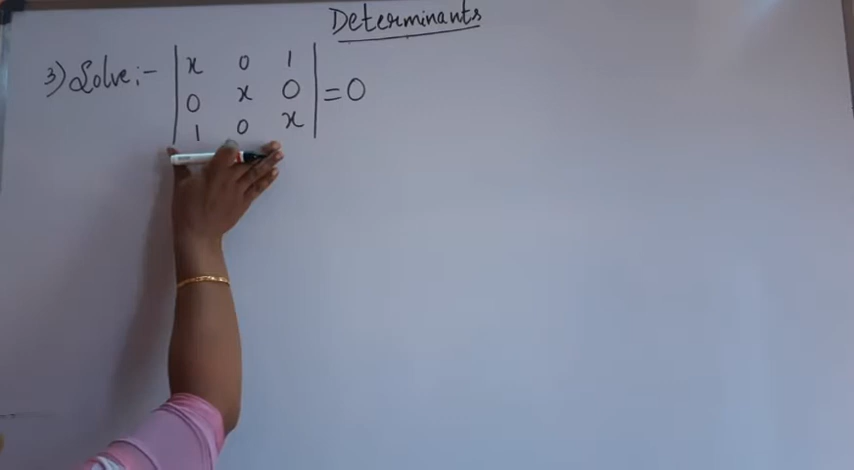 Determinants
3) Solve:- | x 0 1 |
| 0 x 0 | = 0
| 1 0 x |